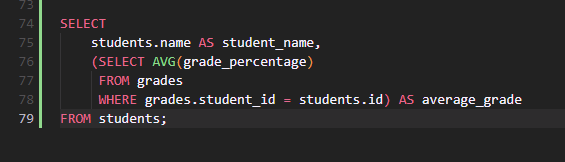 73
74 SELECT
75 students.name AS student_name,
76 (SELECT AVG(grade_percentage)
77 FROM grades
78 WHERE grades.student_id = students.id) AS average_grade
79 FROM students;